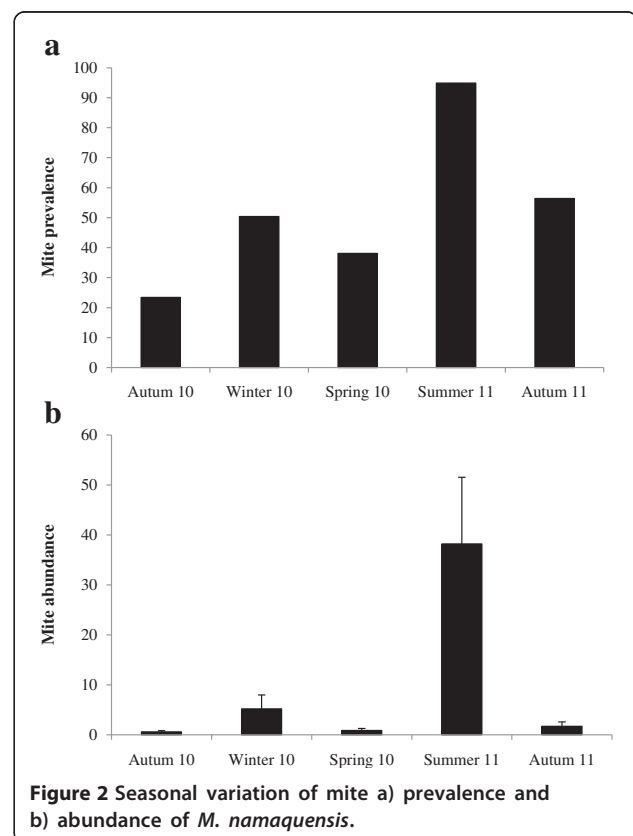 a
100
90
80
70
60
50
40
30
20
10
0
Mite prevalence
Autum 10 Winter 10 Spring 10 Summer 11 Autum 11
b
60
50
40
30
20
10
0
Mite abundance
Autum 10 Winter 10 Spring 10 Summer 11 Autum 11
Figure 2 Seasonal variation of mite a) prevalence and
b) abundance of M. namaquensis.